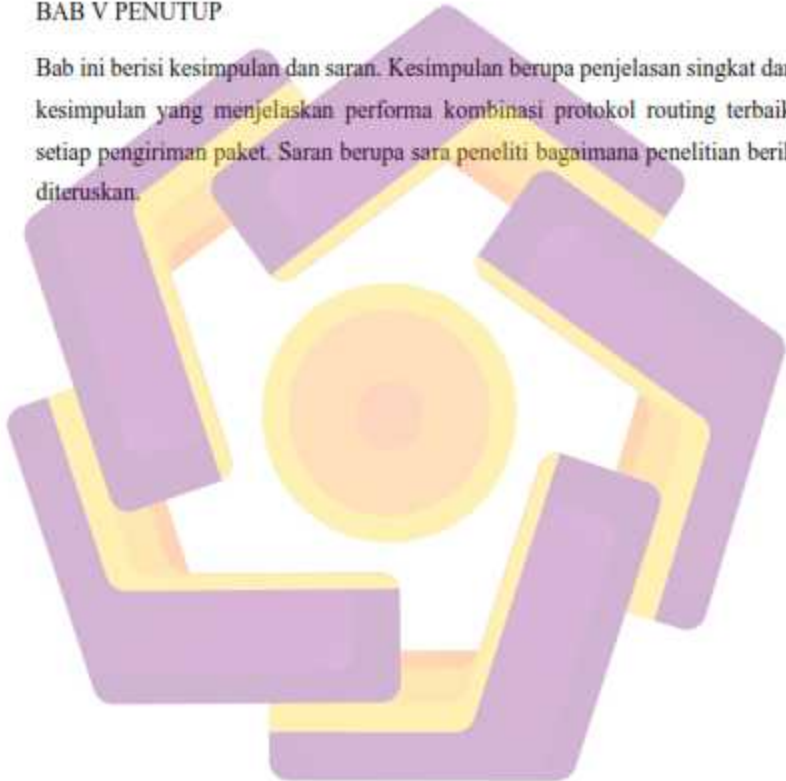 BAB V PENUTUP
Bab ini berisi kesimpulan dan saran. Kesimpulan berupa penjelasan singkat dar
kesimpulan yang menjelaskan performa kombinasi protokol routing terbaik
setiap pengiriman paket. Saran berupa sara peneliti bagaimana penelitian beril
diteruskan.